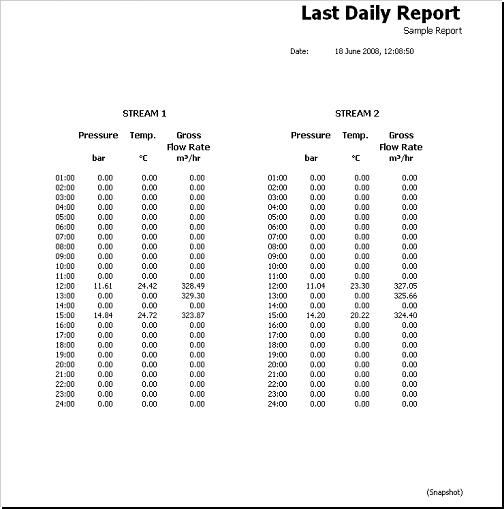 Last Daily Report
Sample Report
Date: 18 June 2008, 12:08:50
STREAM 1 STREAM 2
Pressure Temp. Gross Pressure Temp. Gross
Flow Rate Flow Rate
bar °C m³/hr bar °C m³/hr
01:00 0.00 0.00 0.00 01:00 0.00 0.00 0.00
02:00 0.00 0.00 0.00 02:00 0.00 0.00 0.00
03:00 0.00 0.00 0.00 03:00 0.00 0.00 0.00
04:00 0.00 0.00 0.00 04:00 0.00 0.00 0.00
05:00 0.00 0.00 0.00 05:00 0.00 0.00 0.00
06:00 0.00 0.00 0.00 06:00 0.00 0.00 0.00
07:00 0.00 0.00 0.00 07:00 0.00 0.00 0.00
08:00 0.00 0.00 0.00 08:00 0.00 0.00 0.00
09:00 0.00 0.00 0.00 09:00 0.00 0.00 0.00
10:00 0.00 0.00 0.00 10:00 0.00 0.00 0.00
11:00 0.00 0.00 0.00 11:00 0.00 0.00 0.00
12:00 11.61 24.42 328.49 12:00 11.04 23.30 327.05
13:00 0.00 0.00 329.30 13:00 0.00 0.00 325.66
14:00 0.00 0.00 0.00 14:00 0.00 0.00 0.00
15:00 14.84 24.72 323.87 15:00 14.20 20.22 324.40
16:00 0.00 0.00 0.00 16:00 0.00 0.00 0.00
17:00 0.00 0.00 0.00 17:00 0.00 0.00 0.00
18:00 0.00 0.00 0.00 18:00 0.00 0.00 0.00
19:00 0.00 0.00 0.00 19:00 0.00 0.00 0.00
20:00 0.00 0.00 0.00 20:00 0.00 0.00 0.00
21:00 0.00 0.00 0.00 21:00 0.00 0.00 0.00
22:00 0.00 0.00 0.00 22:00 0.00 0.00 0.00
23:00 0.00 0.00 0.00 23:00 0.00 0.00 0.00
24:00 0.00 0.00 0.00 24:00 0.00 0.00 0.00
(Snapshot)